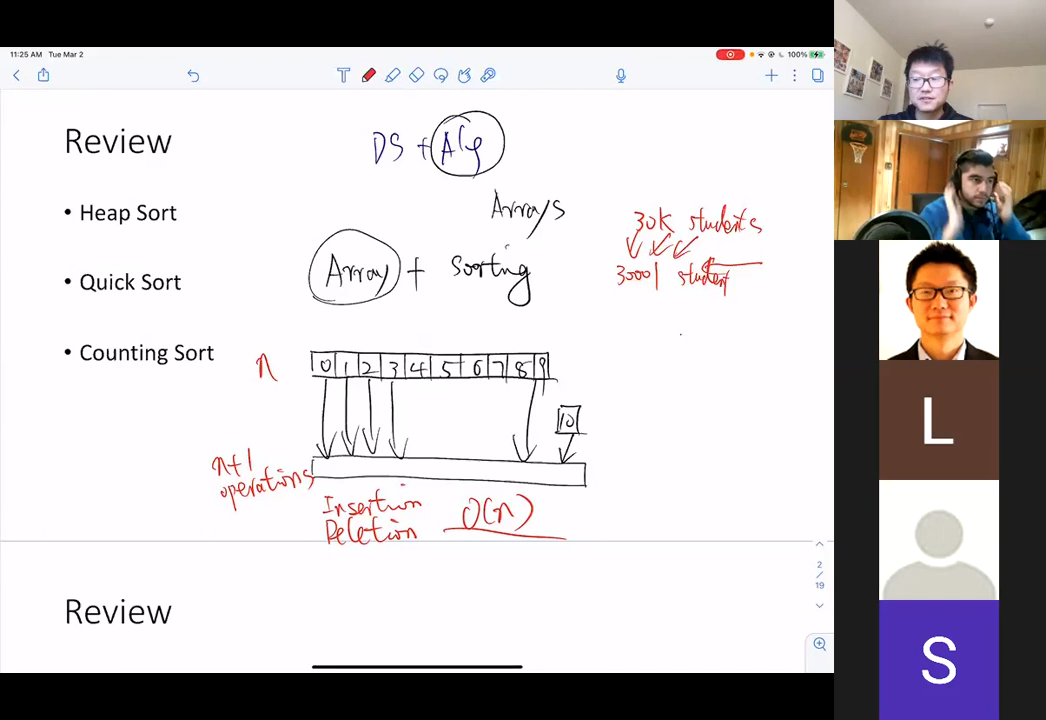 11:25 AM Tue Mar 2
100%
Review
DS + Alg
• Heap Sort
Arrays
30K students
Array + Sorting
• Quick Sort
30001 student
• Counting Sort
n
0 1 2 3 4 5 6 7 8 9
10
n+1
operations
Insertion
Deletion
O(n)
2
/
19
Review
L
S